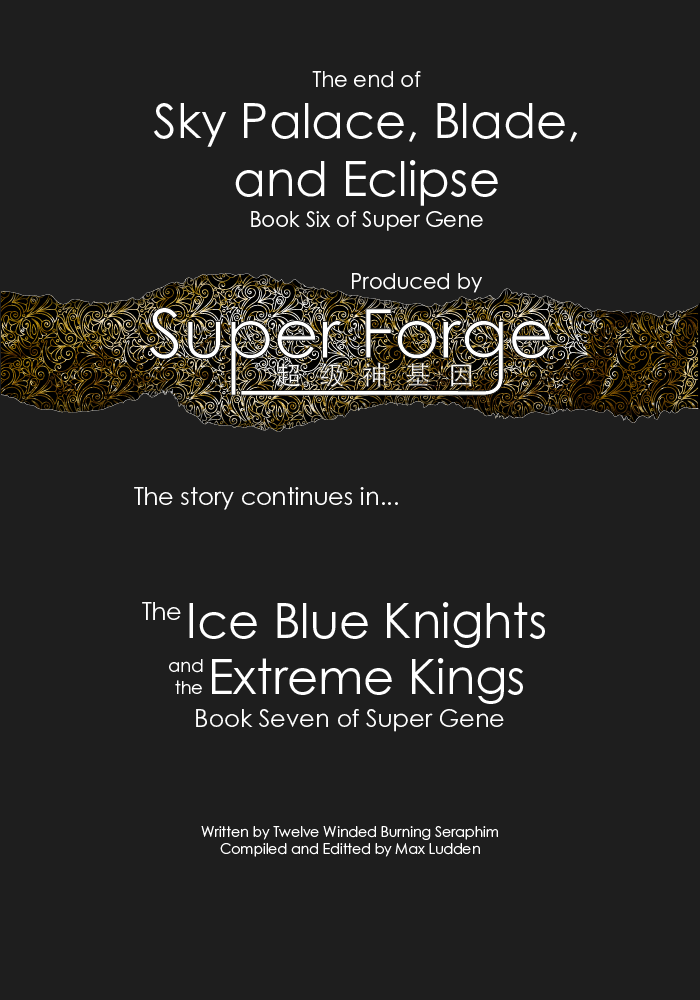 The end of
Sky Palace, Blade,
and Eclipse
Book Six of Super Gene
Produced by
Super Forge
超级神基因
The story continues in...
The Ice Blue Knights
and the Extreme Kings
Book Seven of Super Gene
Written by Twelve Winded Burning Seraphim
Compiled and Editted by Max Ludden